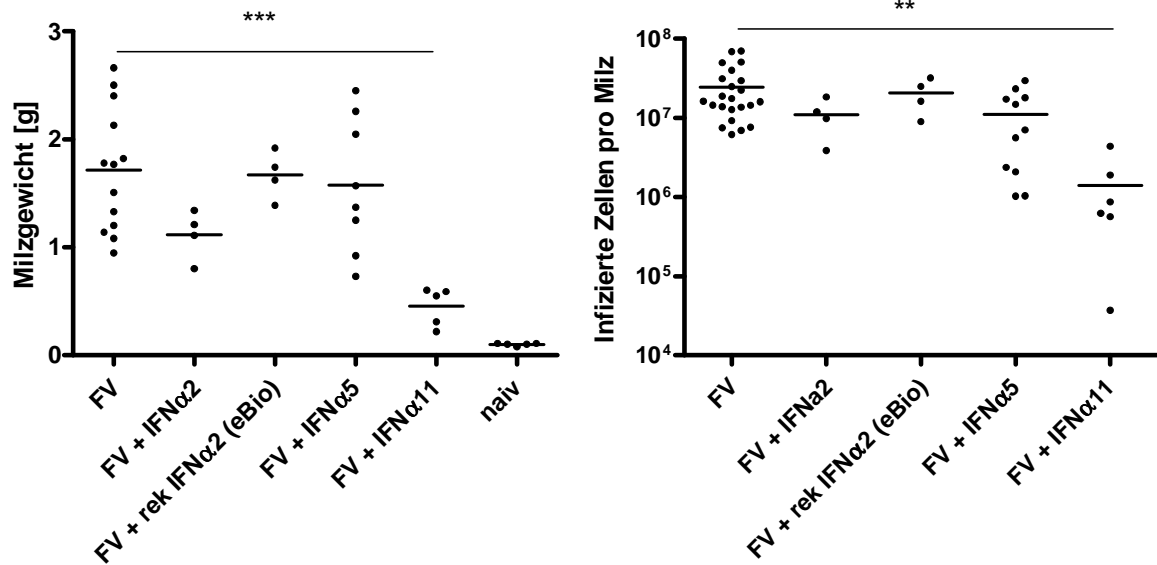 ***
Milzgewicht [g]
3
2
1
0
FV
FV + IFNα2
FV + rek IFNα2 (eBio)
FV + IFNα5
FV + IFNα11
naiv
**
Infizierte Zellen pro Milz
10⁸
10⁷
10⁶
10⁵
10⁴
FV
FV + IFNa2
FV + rek IFNα2 (eBio)
FV + IFNα5
FV + IFNα11